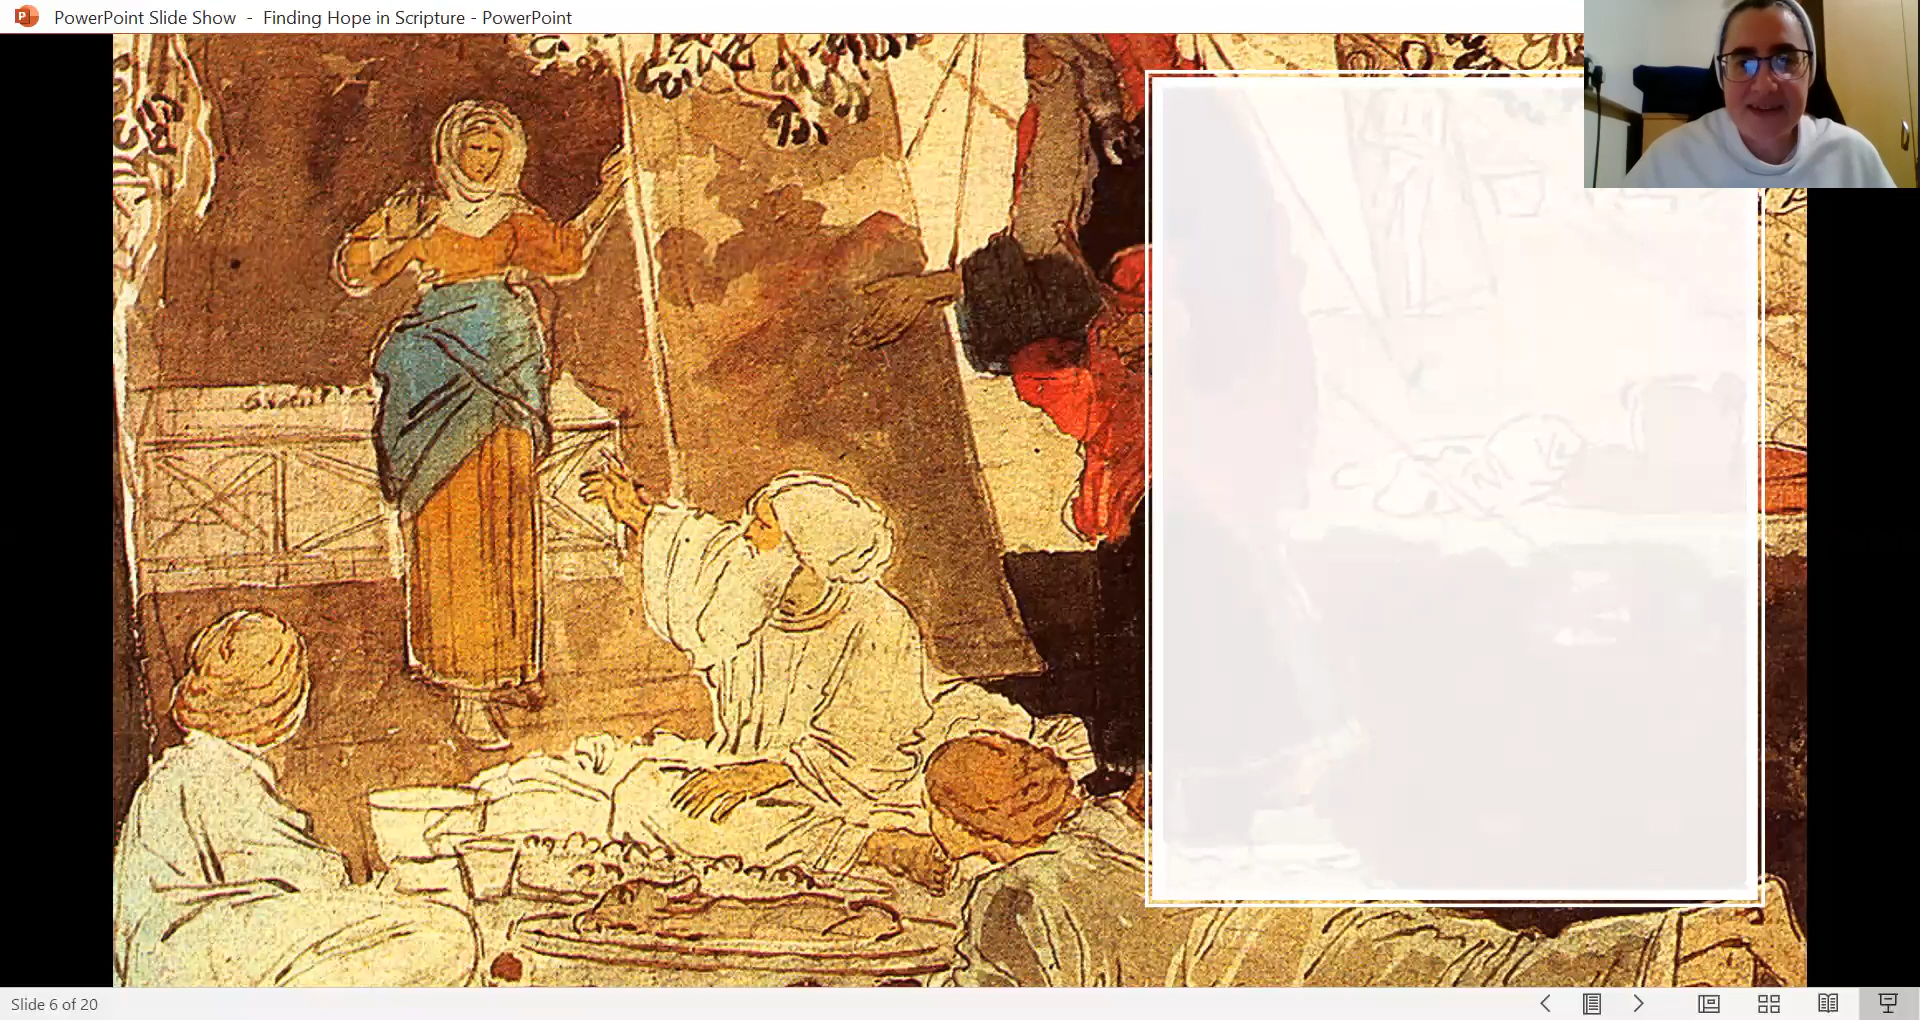 PowerPoint Slide Show - Finding Hope in Scripture - PowerPoint
Slide 6 of 20